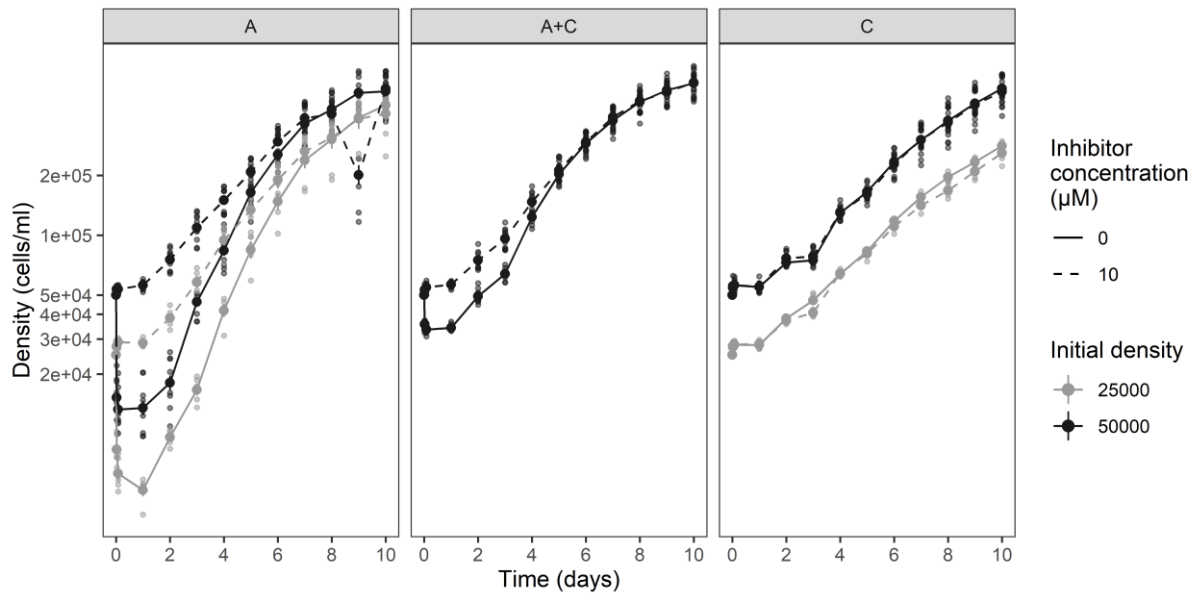 A
A+C
C
Density (cells/ml)
2e+05
1e+05
5e+04
4e+04
3e+04
2e+04
0 2 4 6 8 10
0 2 4 6 8 10
0 2 4 6 8 10
Time (days)
Inhibitor
concentration
(μM)
0
10
Initial density
25000
50000